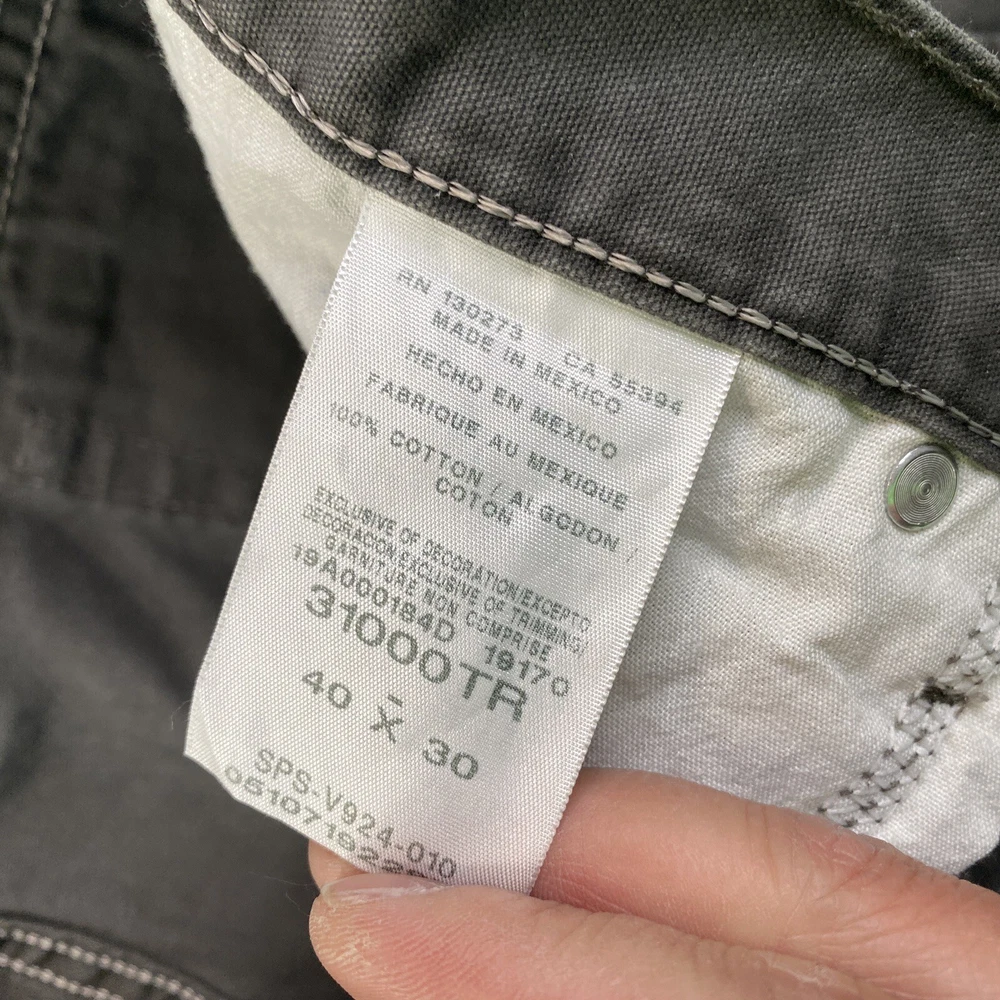 RN 130273 CA 55394
MADE IN MEXICO
HECHO EN MEXICO
FABRIQUE AU MEXIQUE
100% COTTON / ALGODON /
COTON
EXCLUSIVE OF DECORATION/EXCEPTO
DECORACION/EXCLUSIVE OF TRIMMING/
GARNITURE NON COMPRISE
19A000184D 19170
31000TR
-
40 X 30
SPS-V924-010